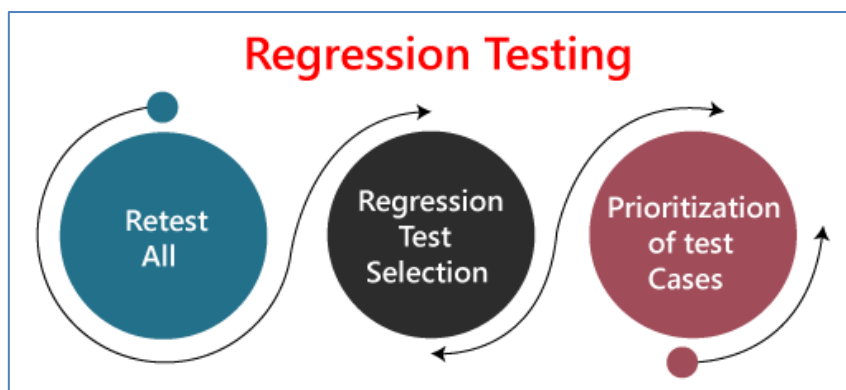 Regression Testing
Retest
All
Regression
Test
Selection
Prioritization
of test
Cases